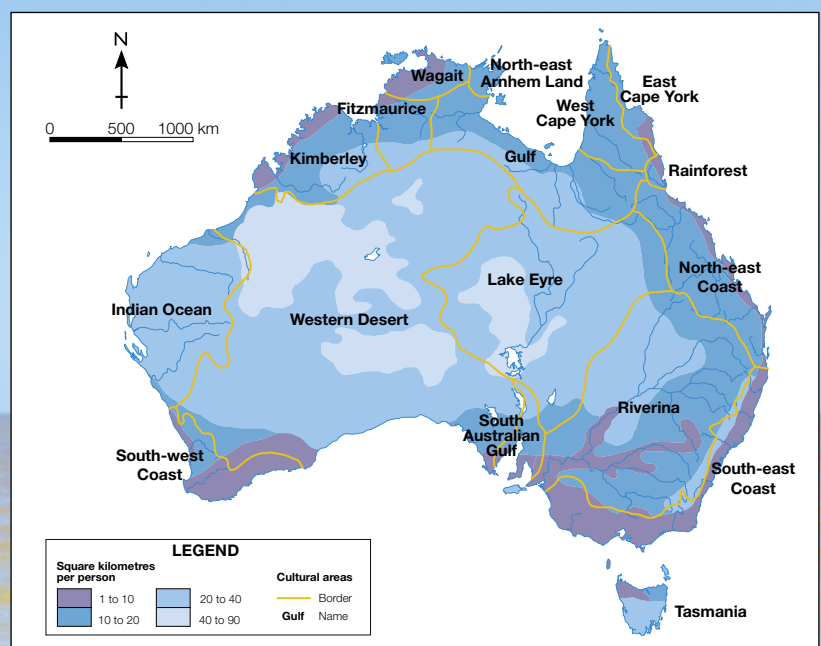 N
0 500 1000 km
Wagait
North-east
Arnhem Land
East
Cape York
West
Cape York
Fitzmaurice
Kimberley
Gulf
Rainforest
North-east
Coast
Lake Eyre
Indian Ocean
Western Desert
Riverina
South
Australian
Gulf
South-west
Coast
South-east
Coast
Tasmania
LEGEND
Square kilometres
per person
1 to 10
10 to 20
20 to 40
40 to 90
Cultural areas
Border
Gulf Name